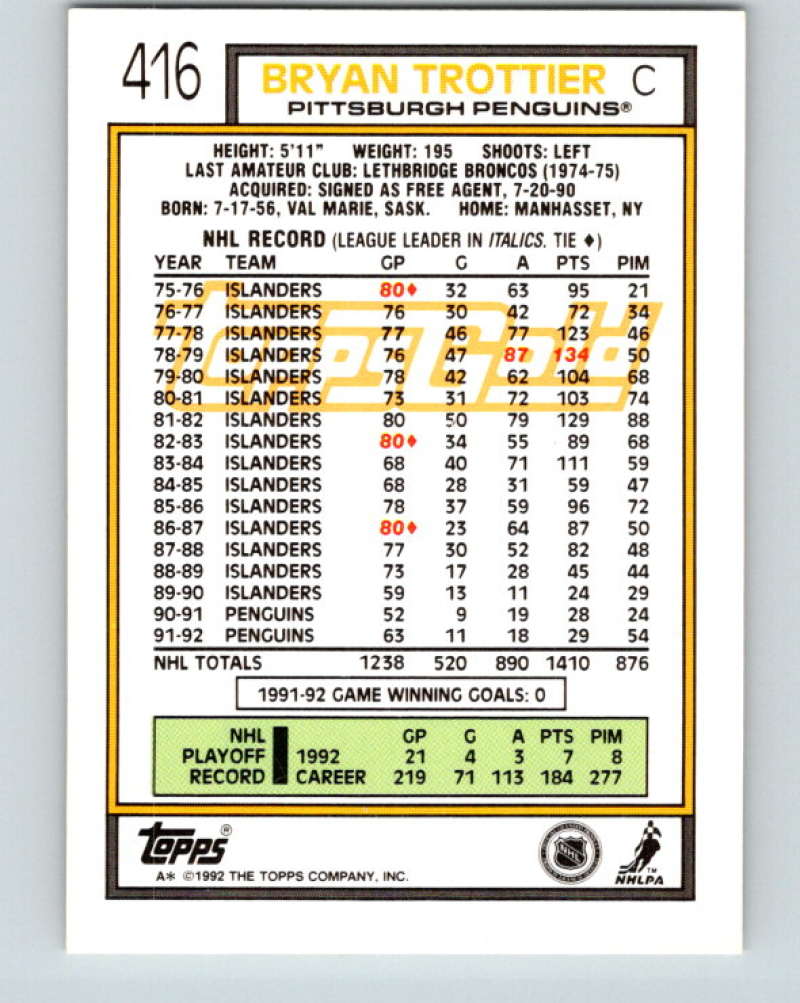 416 BRYAN TROTTIER C
PITTSBURGH PENGUINS®
HEIGHT: 5'11" WEIGHT: 195 SHOOTS: LEFT
LAST AMATEUR CLUB: LETHBRIDGE BRONCOS (1974-75)
ACQUIRED: SIGNED AS FREE AGENT, 7-20-90
BORN: 7-17-56, VAL MARIE, SASK. HOME: MANHASSET, NY
NHL RECORD (LEAGUE LEADER IN ITALICS. TIE ♦)
YEAR TEAM GP G A PTS PIM
75-76 ISLANDERS 80♦ 32 63 95 21
76-77 ISLANDERS 76 30 42 72 34
77-78 ISLANDERS 77 46 77 123 46
78-79 ISLANDERS 76 47 87 134 50
79-80 ISLANDERS 78 42 62 104 68
80-81 ISLANDERS 73 31 72 103 74
81-82 ISLANDERS 80 50 79 129 88
82-83 ISLANDERS 80♦ 34 55 89 68
83-84 ISLANDERS 68 40 71 111 59
84-85 ISLANDERS 68 28 31 59 47
85-86 ISLANDERS 78 37 59 96 72
86-87 ISLANDERS 80♦ 23 64 87 50
87-88 ISLANDERS 77 30 52 82 48
88-89 ISLANDERS 73 17 28 45 44
89-90 ISLANDERS 59 13 11 24 29
90-91 PENGUINS 52 9 19 28 24
91-92 PENGUINS 63 11 18 29 54
NHL TOTALS 1238 520 890 1410 876
ToppsGold
1991-92 GAME WINNING GOALS: 0
NHL GP G A PTS PIM
PLAYOFF 1992 21 4 3 7 8
RECORD CAREER 219 71 113 184 277
TOPPS®
NHL
NHLPA™
A* ©1992 THE TOPPS COMPANY, INC.